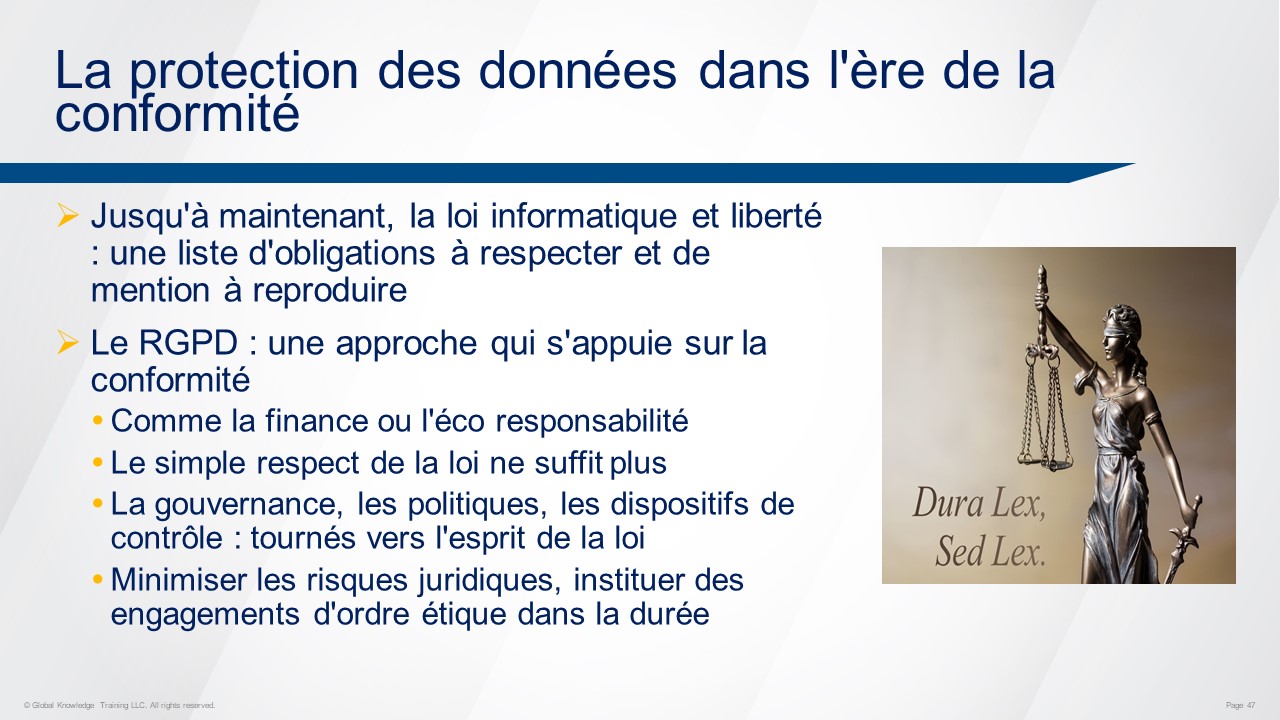 La protection des données dans l'ère de la
conformité
Jusqu'à maintenant, la loi informatique et liberté
: une liste d'obligations à respecter et de
mention à reproduire
Le RGPD : une approche qui s'appuie sur la
conformité
Comme la finance ou l'éco responsabilité
Le simple respect de la loi ne suffit plus
La gouvernance, les politiques, les dispositifs de
contrôle : tournés vers l'esprit de la loi
Minimiser les risques juridiques, instituer des
engagements d'ordre étique dans la durée
Dura Lex,
Sed Lex.
© Global Knowledge Training LLC. All rights reserved.
Page 47